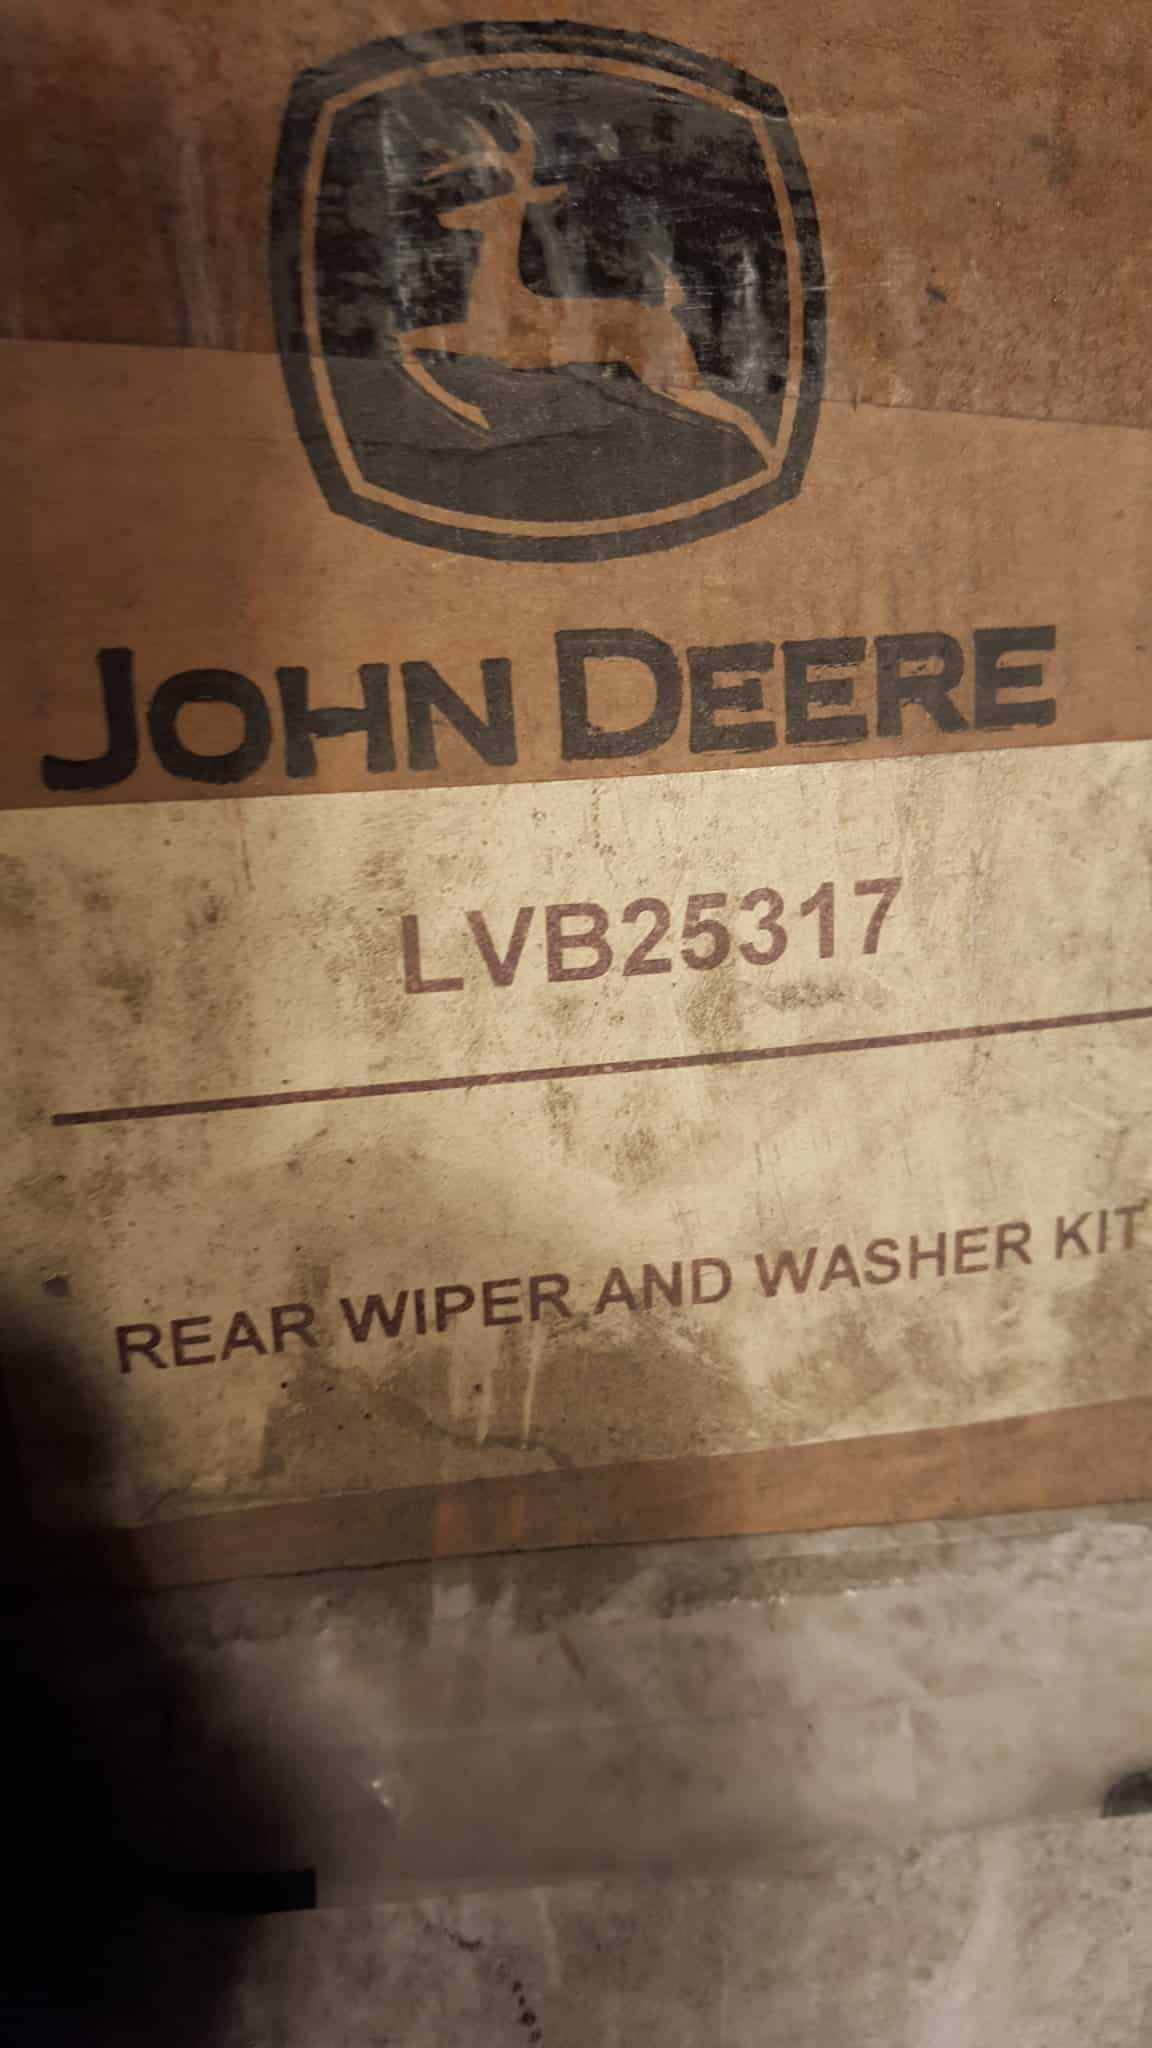 JOHN DEERE
LVB25317
REAR WIPER AND WASHER KIT